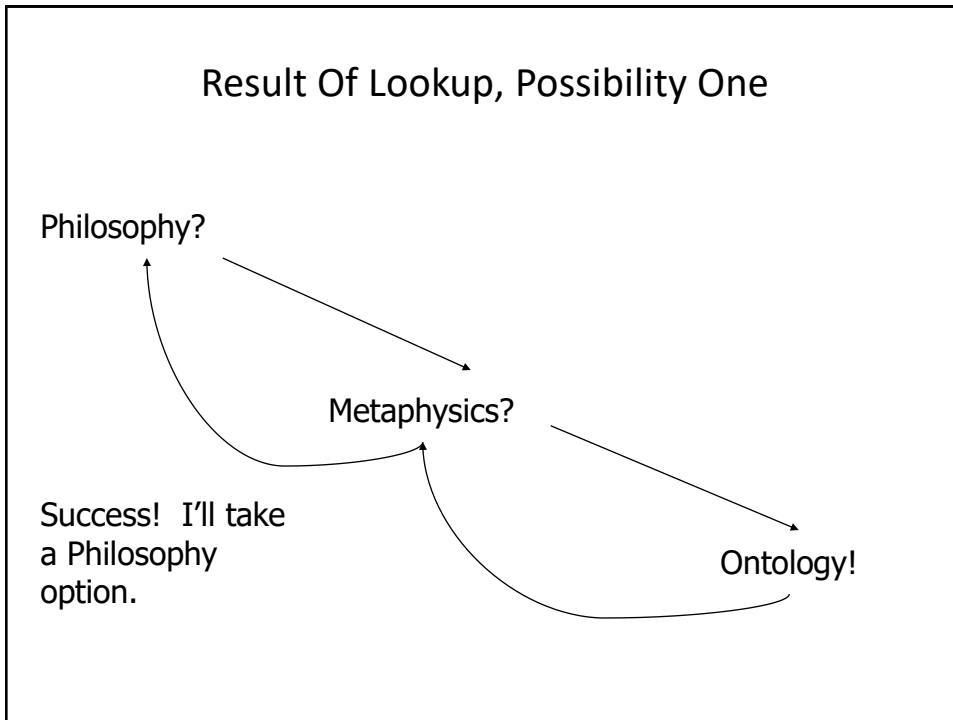 Result Of Lookup, Possibility One
Philosophy?
Metaphysics?
Success!  I’ll take
a Philosophy
option.
Ontology!